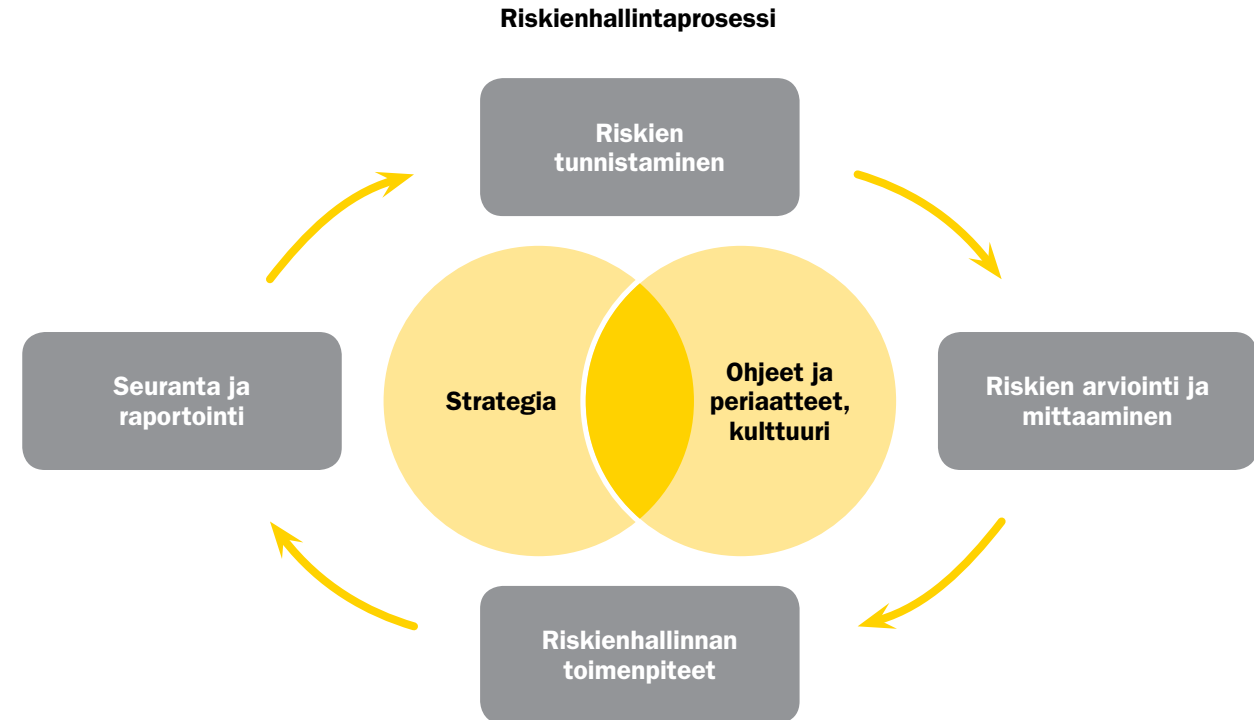 Riskienhallintaprosessi
Riskien
tunnistaminen
Seuranta ja
raportointi
Strategia
Ohjeet ja
periaatteet,
kulttuuri
Riskien arviointi ja
mittaaminen
Riskienhallinnan
toimenpiteet